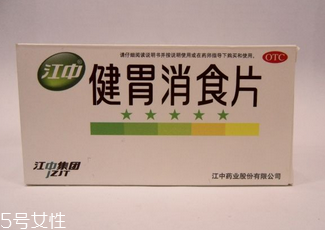 请仔细阅读说明书并按说明使用或在药师指导下购买和使用。
OTC
江中®
健胃消食片
江中集团
JZJT
江中药业股份有限公司
5号女性